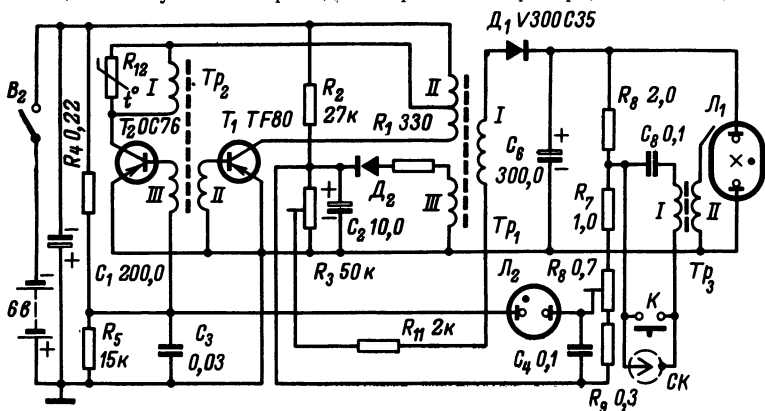 Д₁ V300C35
B₂
R₁₂
t°
I
Тр₂
R₄ 0,22
T₂ OC76
T₁ TF80
R₂
27к
R₁ 330
II
I
R₈ 2,0
Л₁
C₈ 0,1
C₆
300,0
III
II
Д₂
III
C₂ 10,0
R₇
1,0
I
II
Тр₁
Тр₃
C₁ 200,0
R₃ 50к
Л₂
R₈ 0,7
6в
R₅
15к
C₃
0,03
R₁₁ 2к
C₄ 0,1
К
СК
R₉ 0,3